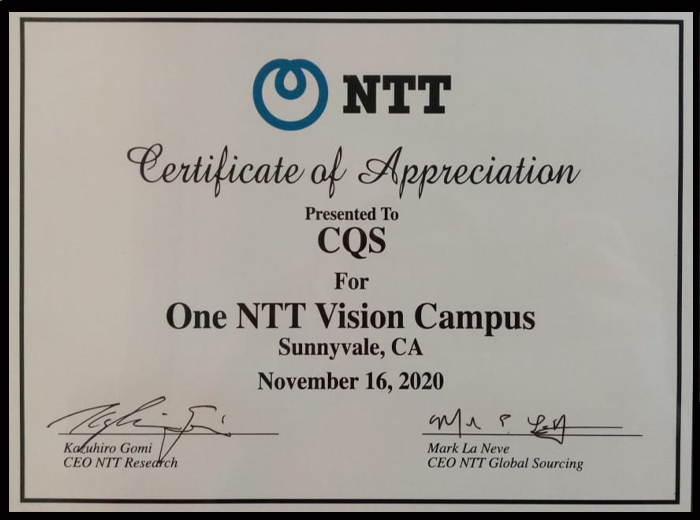 NTT
Certificate of Appreciation
Presented To
CQS
For
One NTT Vision Campus
Sunnyvale, CA
November 16, 2020
Kazuhiro Gomi
CEO NTT Research
Mark La Neve
CEO NTT Global Sourcing